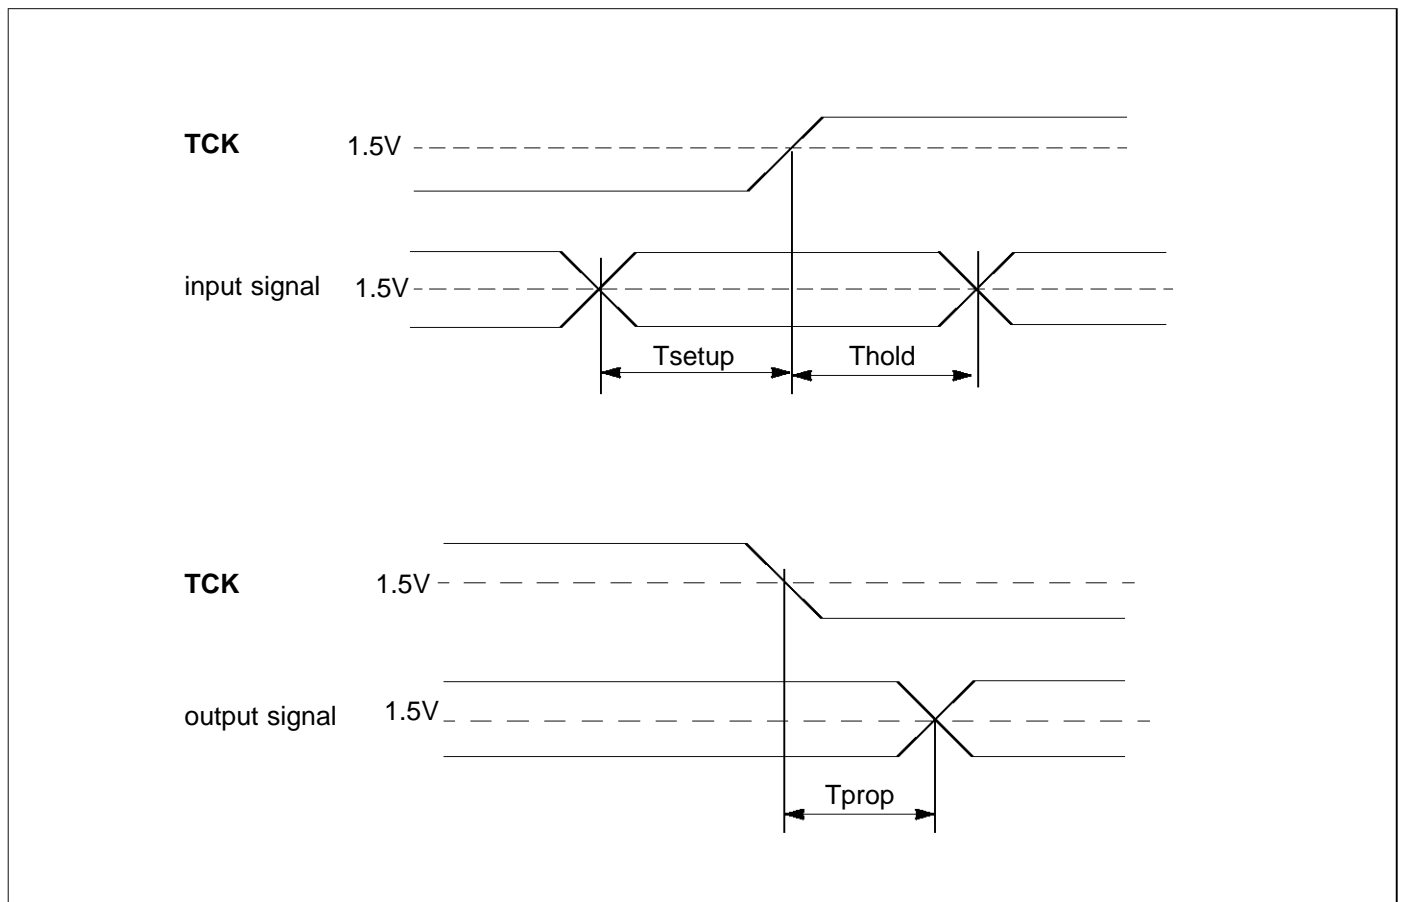 TCK 1.5V
input signal 1.5V
Tsetup Thold
TCK 1.5V
output signal 1.5V
Tprop